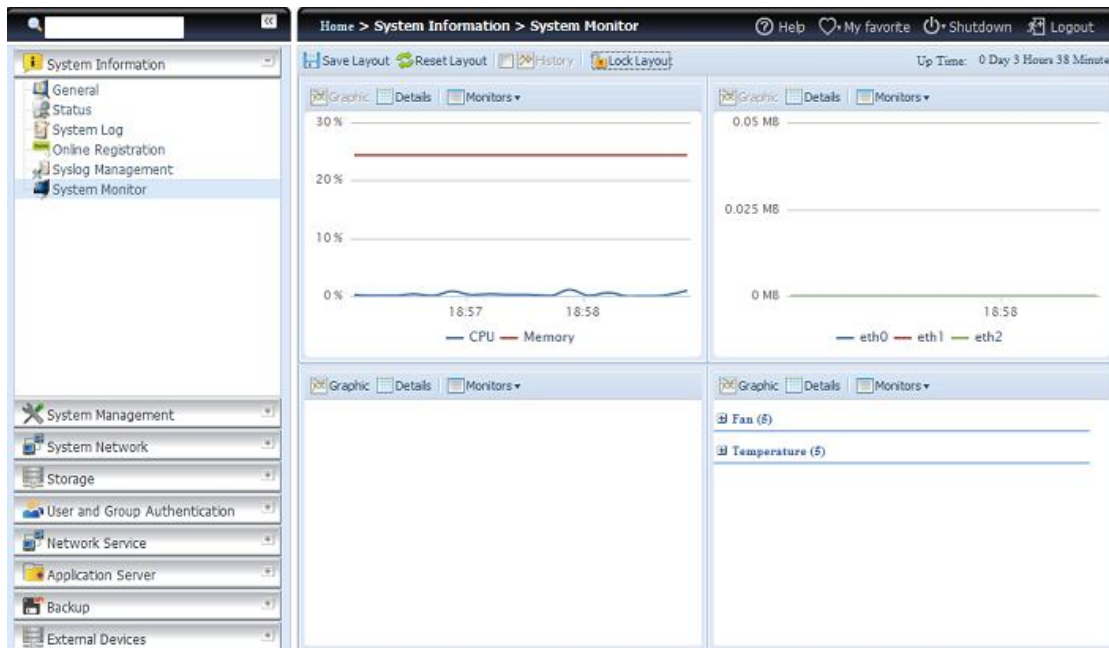 Home > System Information > System Monitor
Help My favorite Shutdown Logout
System Information
General
Status
System Log
Online Registration
Syslog Management
System Monitor
System Management
System Network
Storage
User and Group Authentication
Network Service
Application Server
Backup
External Devices
Save Layout Reset Layout History Lock Layout
Up Time: 0 Day 3 Hours 38 Minute
Graphic Details Monitors
30 %
20 %
10 %
0 %
18:57 18:58
CPU Memory
Graphic Details Monitors
0.05 MB
0.025 MB
0 MB
18:58
eth0 eth1 eth2
Graphic Details Monitors
Graphic Details Monitors
Fan (5)
Temperature (5)